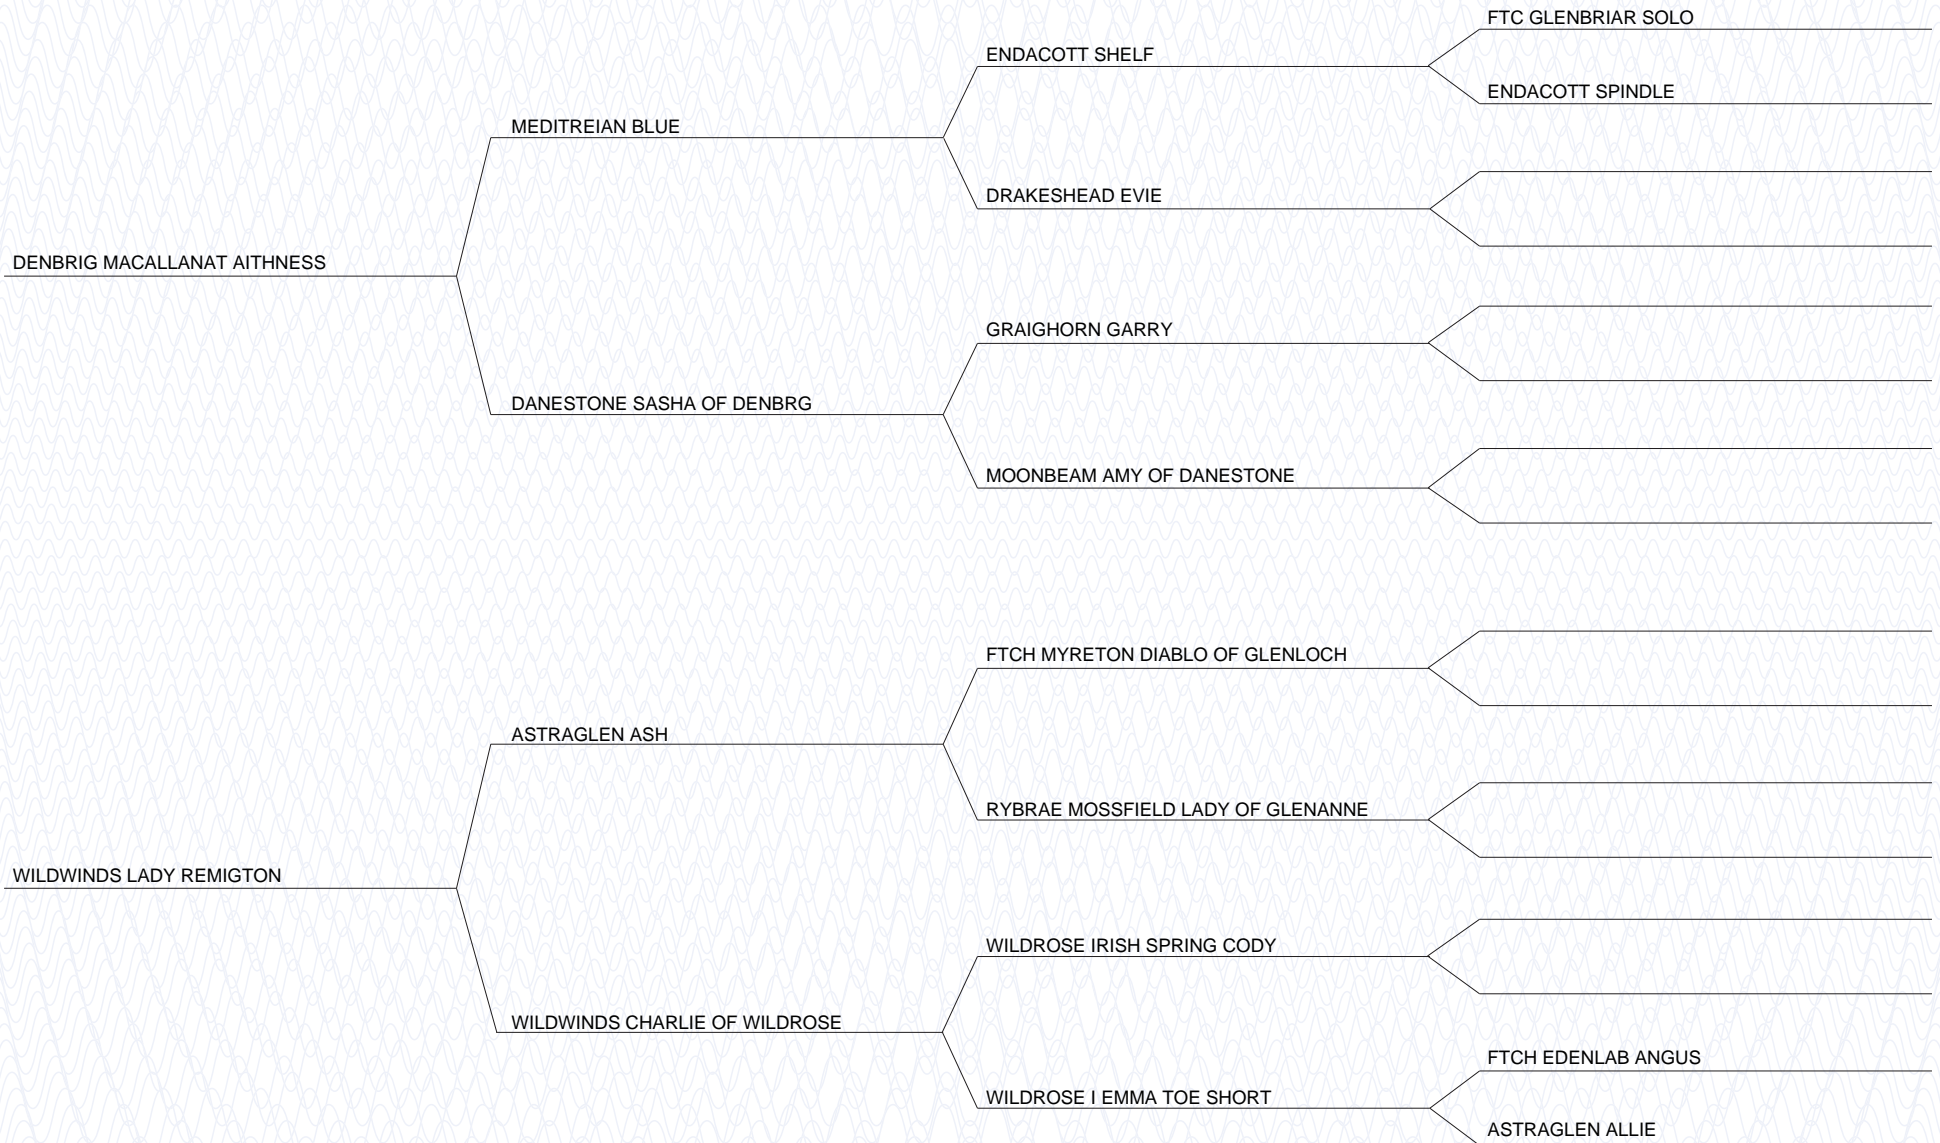 FTC GLENBRIAR SOLO
ENDACOTT SHELF
ENDACOTT SPINDLE
MEDITREIAN BLUE
DRAKESHEAD EVIE
DENBRIG MACALLANAT AITHNESS
GRAIGHORN GARRY
DANESTONE SASHA OF DENBRG
MOONBEAM AMY OF DANESTONE
FTCH MYRETON DIABLO OF GLENLOCH
ASTRAGLEN ASH
RYBRAE MOSSFIELD LADY OF GLENANNE
WILDWINDS LADY REMIGTON
WILDROSE IRISH SPRING CODY
WILDWINDS CHARLIE OF WILDROSE
FTCH EDENLAB ANGUS
WILDROSE I EMMA TOE SHORT
ASTRAGLEN ALLIE